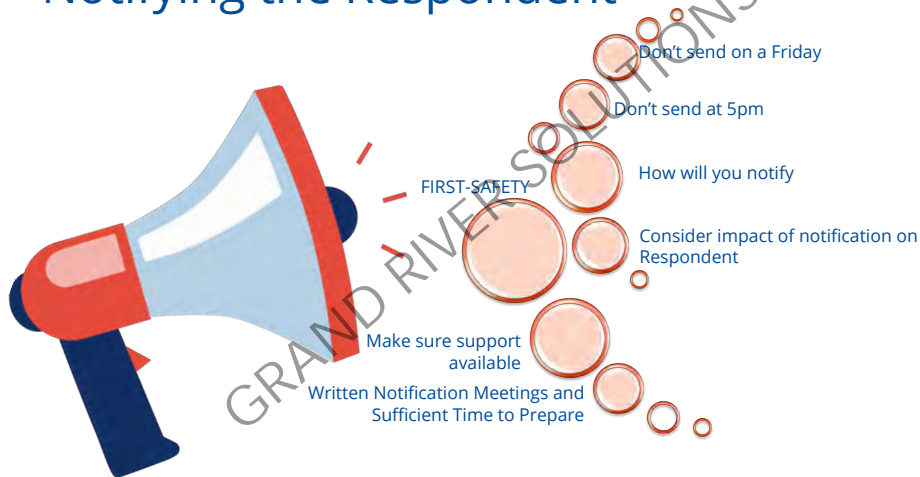 Notifying the Respondent
Don't send on a Friday
Don't send at 5pm
How will you notify
FIRST-SAFETY
Consider impact of notification on
Respondent
Make sure support
available
Written Notification Meetings and
Sufficient Time to Prepare
GRAND RIVER SOLUTIONS